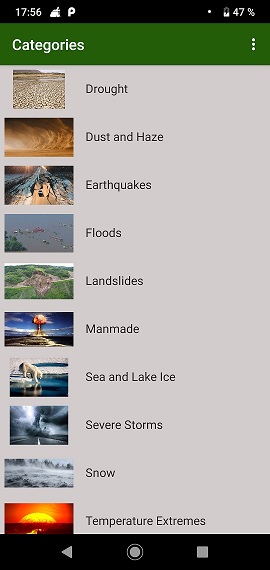 17:56 47 %
Categories
Drought
Dust and Haze
Earthquakes
Floods
Landslides
Manmade
Sea and Lake Ice
Severe Storms
Snow
Temperature Extremes